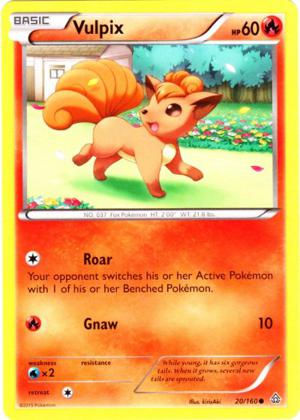 BASIC
Vulpix HP60
NO. 037 Fox Pokémon HT: 2'00" WT: 21.8 lbs.
Roar
Your opponent switches his or her Active Pokémon
with 1 of his or her Benched Pokémon.
Gnaw 10
weakness resistance
×2
retreat
While young, it has six gorgeous
tails. When it grows, several new
tails are sprouted.
Illus. kirisAki 20/160
©2015 Pokémon